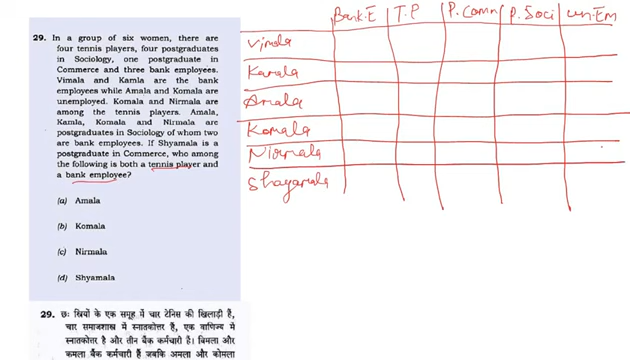 29. In a group of six women, there are
four tennis players, four postgraduates
in Sociology, one postgraduate in
Commerce and three bank employees.
Vimala and Kamla are the bank
employees while Amala and Komala are
unemployed. Komala and Nirmala are
among the tennis players. Amala,
Kamla, Komala and Nirmala are
postgraduates in Sociology of whom two
are bank employees. If Shyamala is a
postgraduate in Commerce, who among
the following is both a tennis player and
a bank employee?
(a) Amala
(b) Komala
(c) Nirmala
(d) Shyamala
29. छः स्त्रियों के एक समूह में चार टेनिस की खिलाड़ी हैं,
चार समाजशास्त्र में स्नातकोत्तर हैं, एक वाणिज्य में
स्नातकोत्तर है और तीन बैंक कर्मचारी हैं। बिमला और
कमला बैंक कर्मचारी हैं जबकि अमला और कोमला
Bank.E T.P P.Comm P.Soci Un.Em
Vimala
Kamala
Amala
Komala
Nirmala
Shayamala